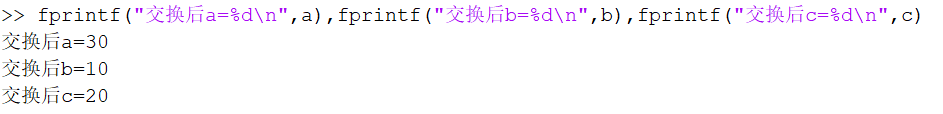 >> fprintf("交换后a=%d\n",a),fprintf("交换后b=%d\n",b),fprintf("交换后c=%d\n",c)
交换后a=30
交换后b=10
交换后c=20